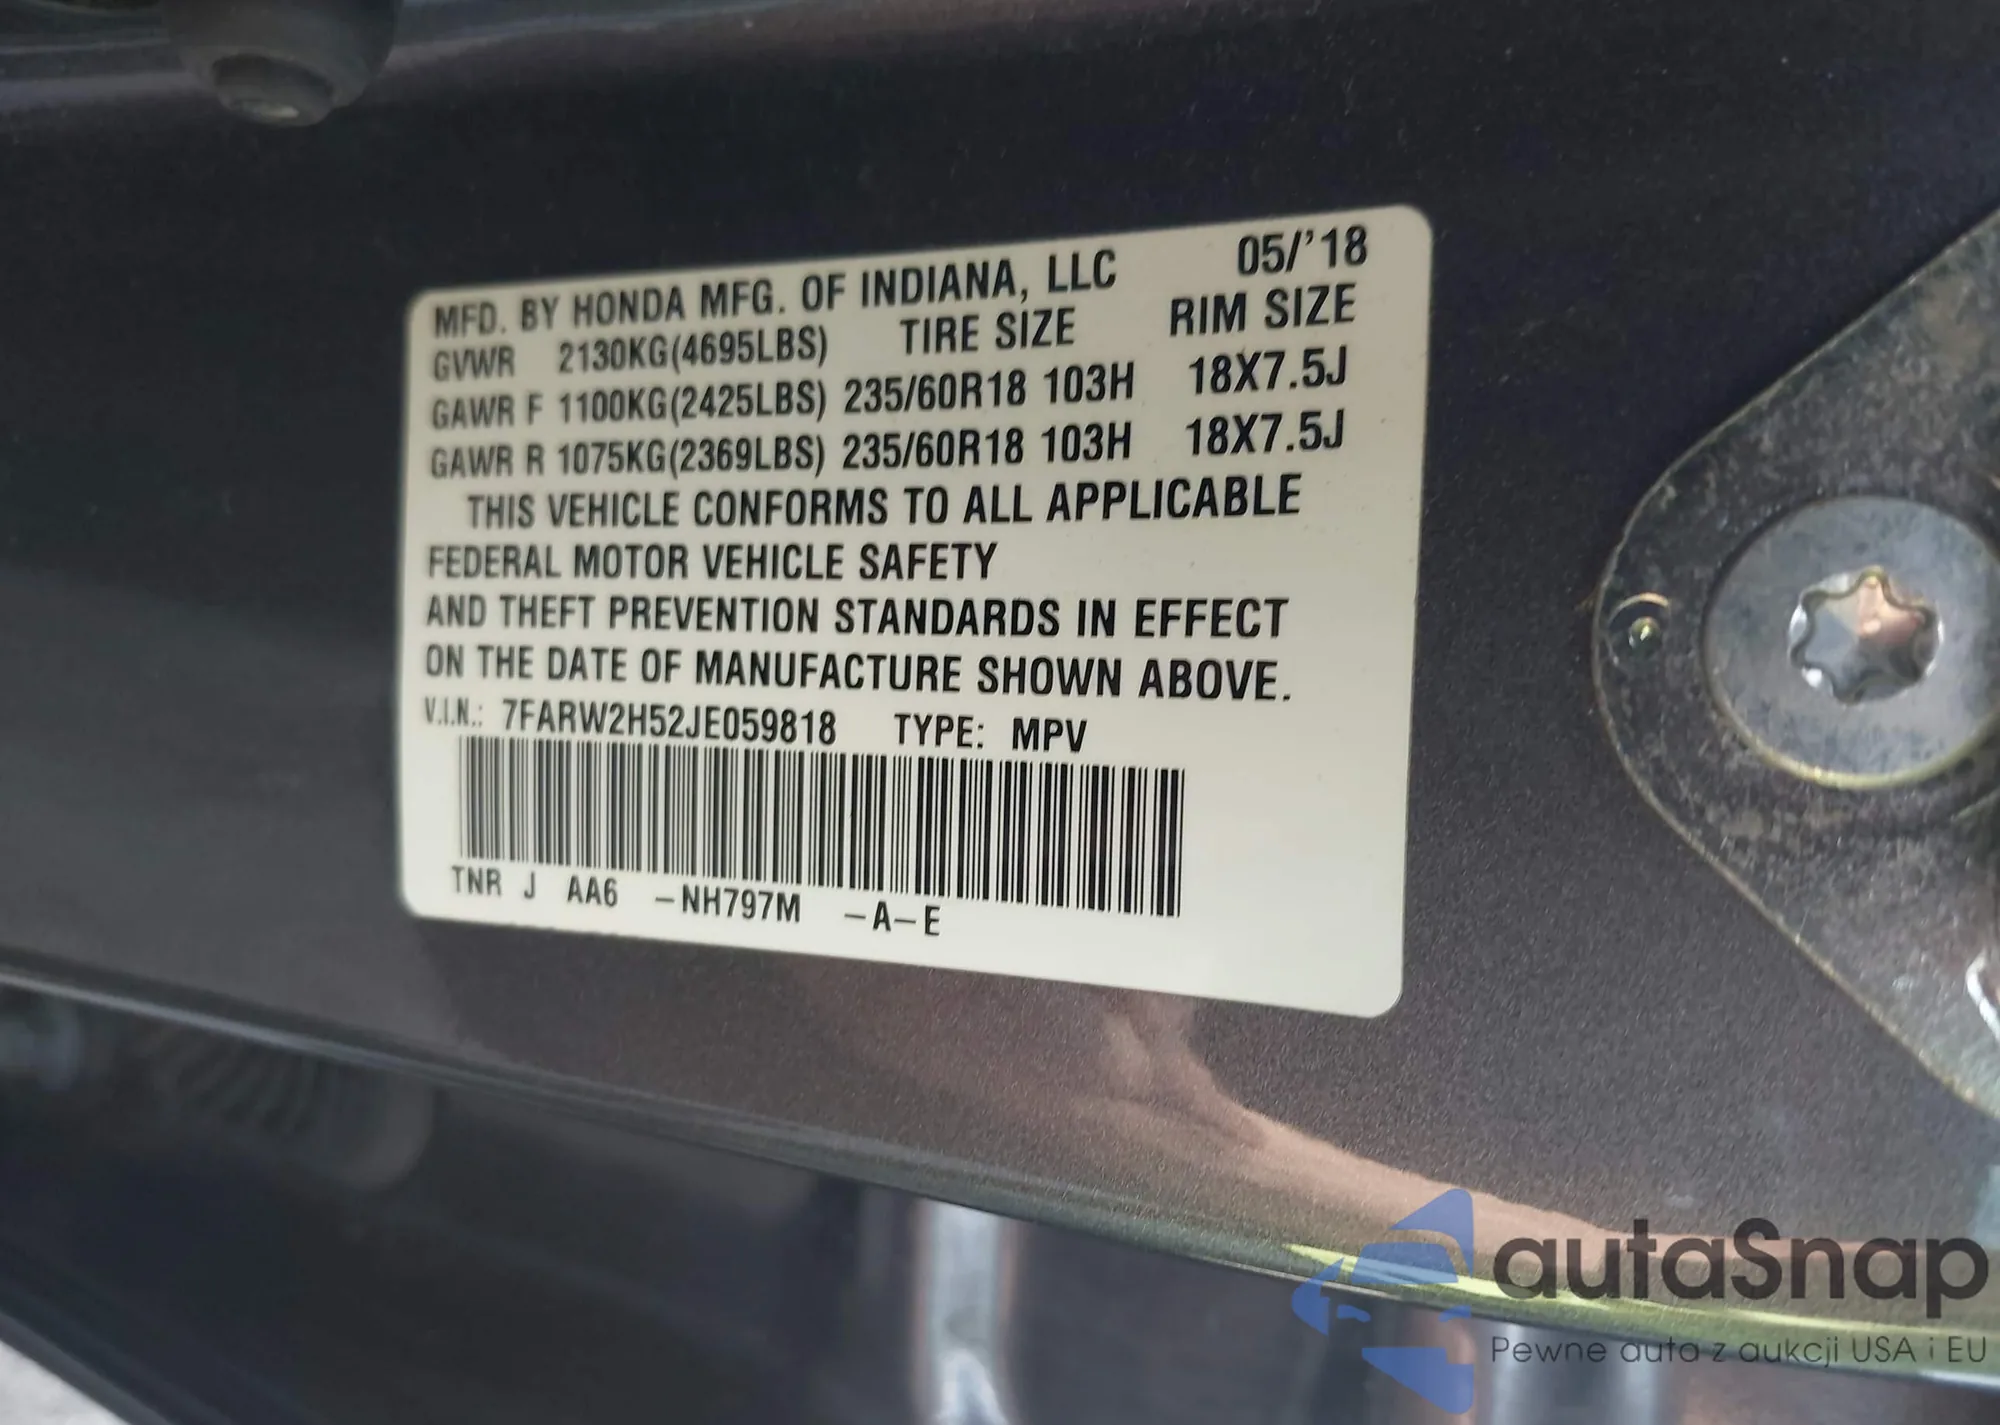 MFD. BY HONDA MFG. OF INDIANA, LLC 05/'18
GVWR 2130KG(4695LBS) TIRE SIZE RIM SIZE
GAWR F 1100KG(2425LBS) 235/60R18 103H 18X7.5J
GAWR R 1075KG(2369LBS) 235/60R18 103H 18X7.5J
THIS VEHICLE CONFORMS TO ALL APPLICABLE
FEDERAL MOTOR VEHICLE SAFETY
AND THEFT PREVENTION STANDARDS IN EFFECT
ON THE DATE OF MANUFACTURE SHOWN ABOVE.
V.I.N.: 7FARW2H52JE059818 TYPE: MPV
TNR J AA6 -NH797M -A-E
autaSnap
Pewne auta z aukcji USA i EU